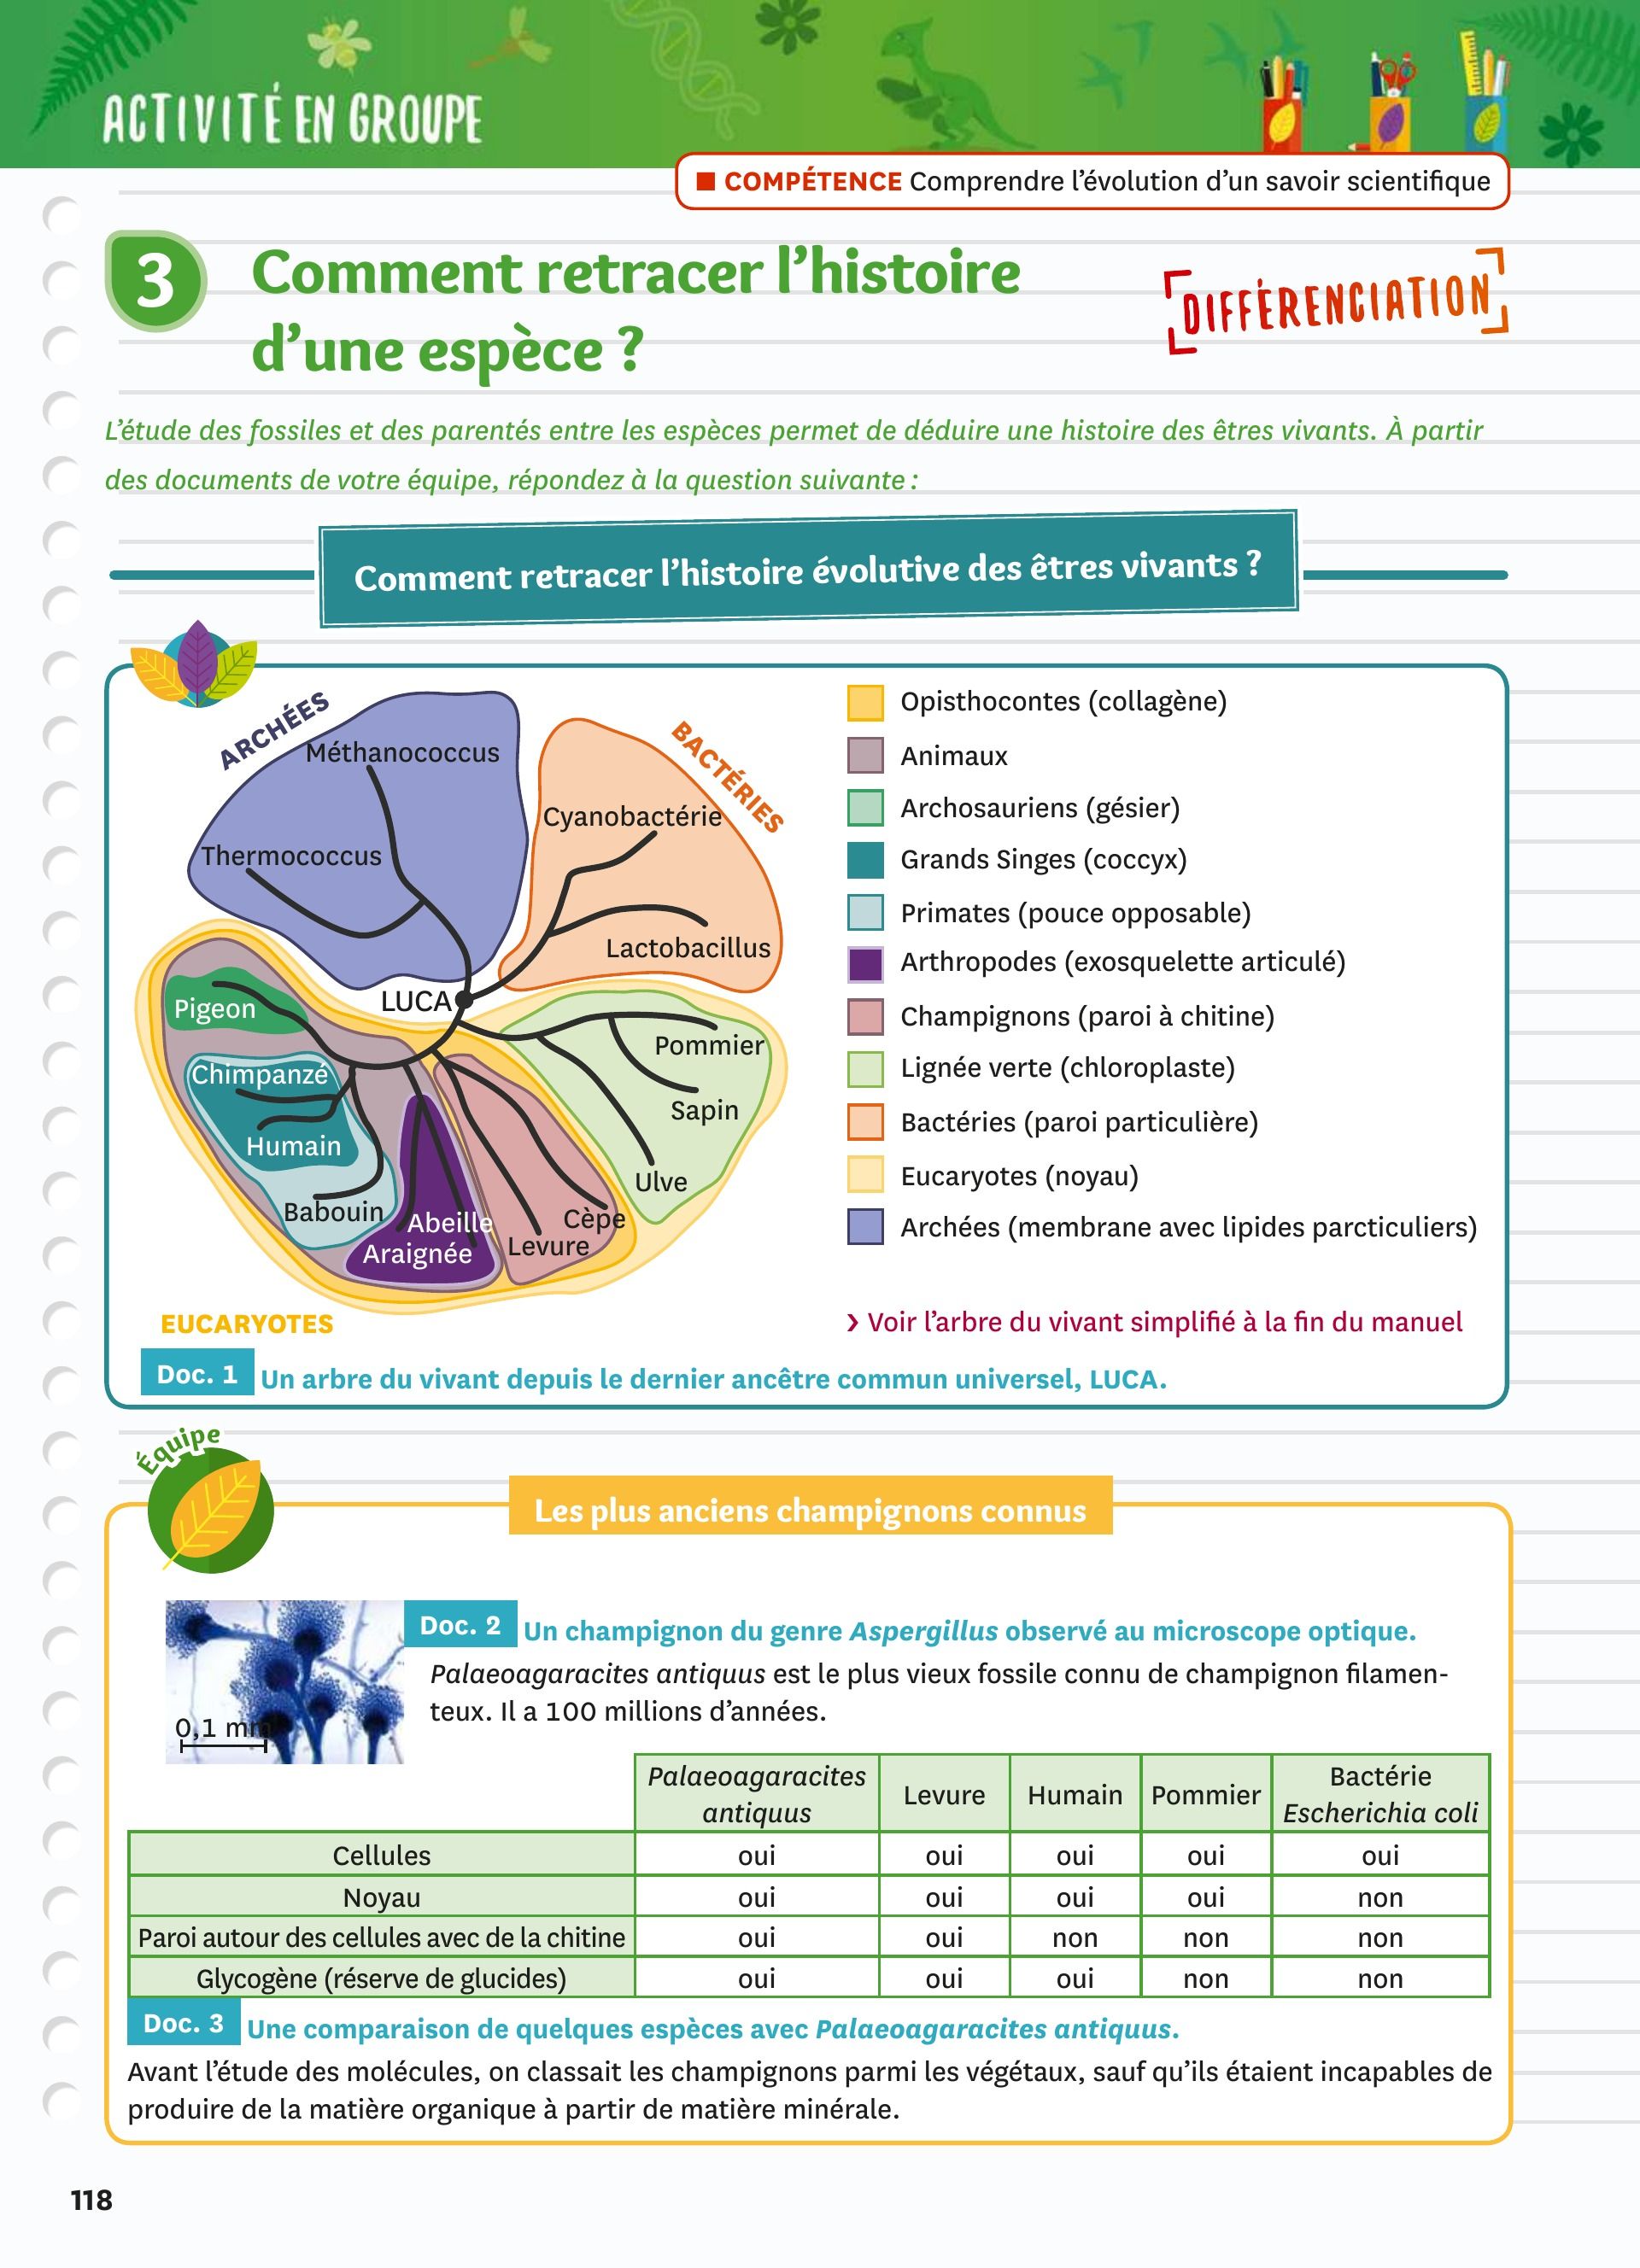 ACTIVITÉ EN GROUPE
■ COMPÉTENCE Comprendre l'évolution d'un savoir scientifique
3
Comment retracer l'histoire
d'une espèce ?
DIFFÉRENCIATION
L'étude des fossiles et des parentés entre les espèces permet de déduire une histoire des êtres vivants. À partir
des documents de votre équipe, répondez à la question suivante :
Comment retracer l'histoire évolutive des êtres vivants ?
ARCHÉES
Méthanococcus
Thermococcus
BACTÉRIES
Cyanobactérie
Lactobacillus
LUCA
Pigeon
Chimpanzé
Humain
Babouin
Abeille
Araignée
Levure
Cèpe
Pommier
Sapin
Ulve
EUCARYOTES
Opisthocontes (collagène)
Animaux
Archosauriens (gésier)
Grands Singes (coccyx)
Primates (pouce opposable)
Arthropodes (exosquelette articulé)
Champignons (paroi à chitine)
Lignée verte (chloroplaste)
Bactéries (paroi particulière)
Eucaryotes (noyau)
Archées (membrane avec lipides parcticuliers)
› Voir l'arbre du vivant simplifié à la fin du manuel
Doc. 1 Un arbre du vivant depuis le dernier ancêtre commun universel, LUCA.
Équipe
Les plus anciens champignons connus
0,1 mm
Doc. 2 Un champignon du genre Aspergillus observé au microscope optique.
Palaeoagaracites antiquus est le plus vieux fossile connu de champignon filamen-
teux. Il a 100 millions d'années.
Palaeoagaracites antiquus Levure Humain Pommier Bactérie Escherichia coli
Cellules oui oui oui oui oui
Noyau oui oui oui oui non
Paroi autour des cellules avec de la chitine oui oui non non non
Glycogène (réserve de glucides) oui oui oui non non
Doc. 3 Une comparaison de quelques espèces avec Palaeoagaracites antiquus.
Avant l'étude des molécules, on classait les champignons parmi les végétaux, sauf qu'ils étaient incapables de
produire de la matière organique à partir de matière minérale.
118